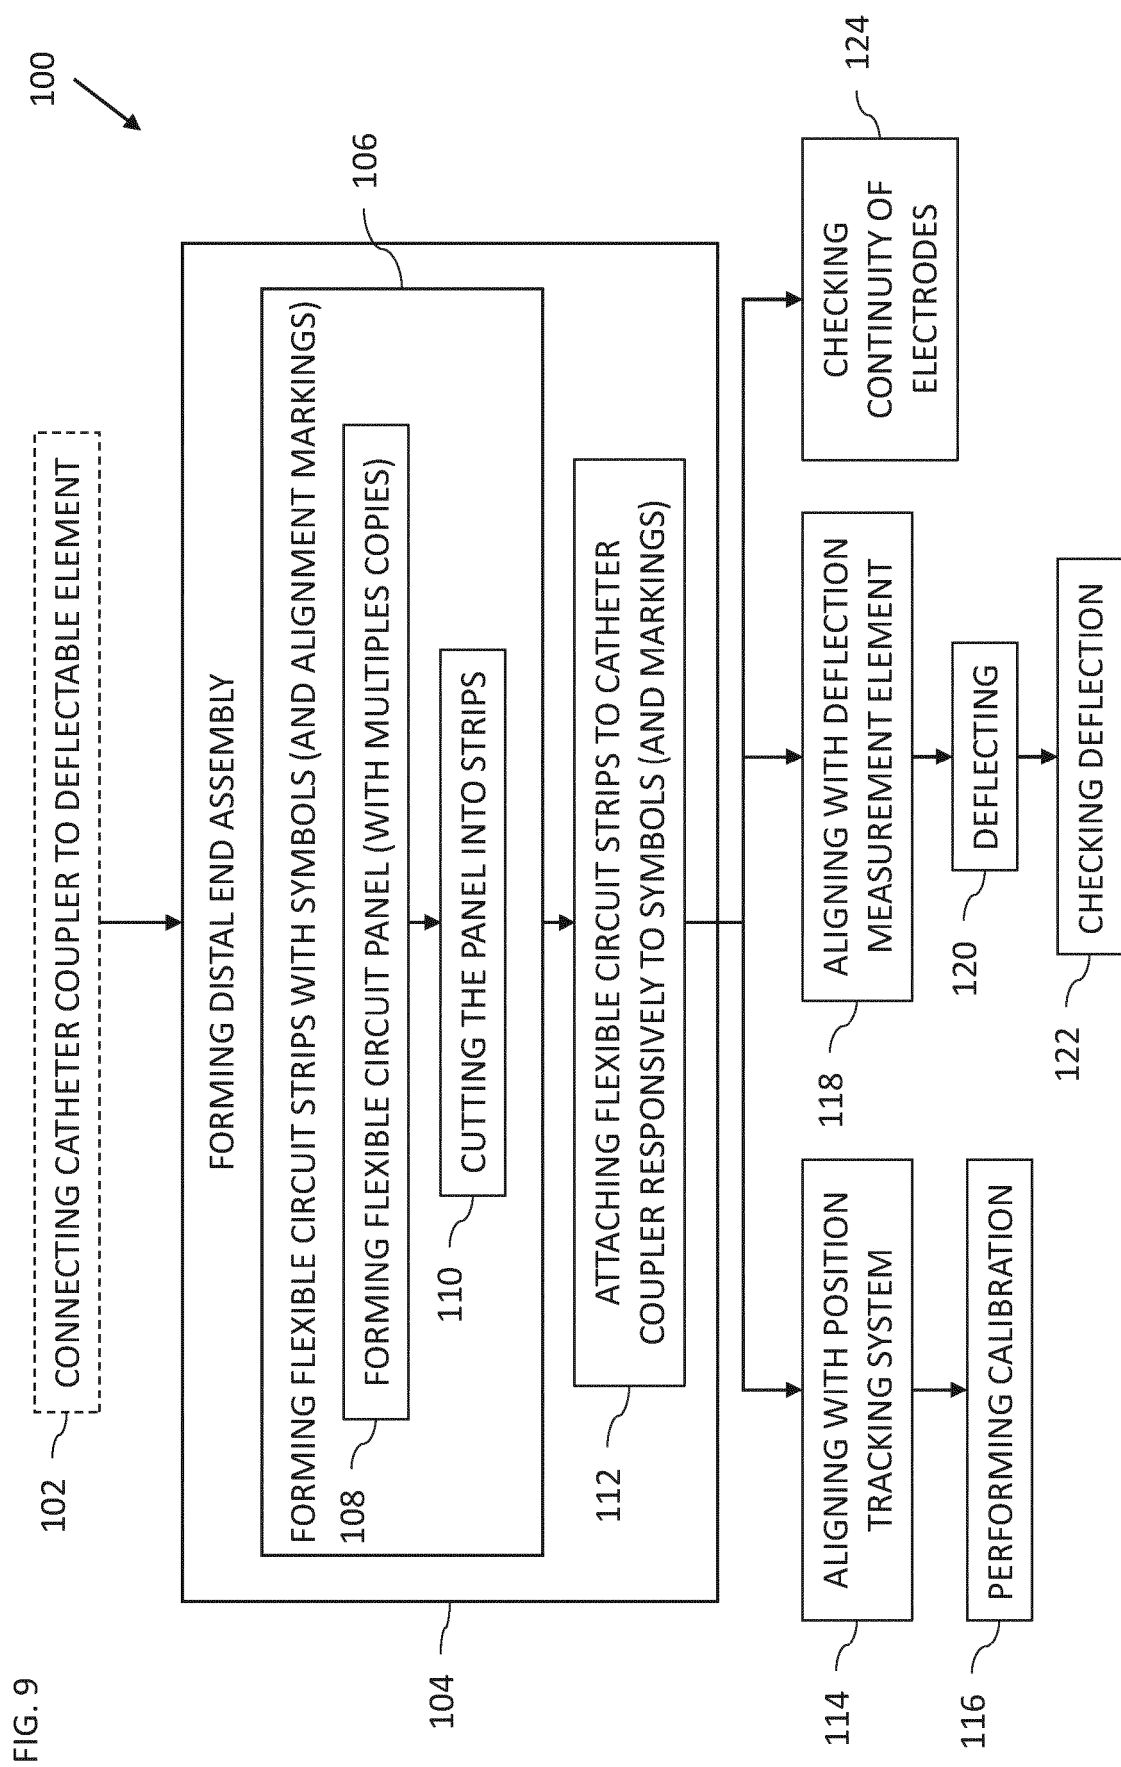 FIG. 9
100
102
CONNECTING CATHETER COUPLER TO DEFLECTABLE ELEMENT
104
FORMING DISTAL END ASSEMBLY
106
FORMING FLEXIBLE CIRCUIT STRIPS WITH SYMBOLS (AND ALIGNMENT MARKINGS)
108
FORMING FLEXIBLE CIRCUIT PANEL (WITH MULTIPLES COPIES)
110
CUTTING THE PANEL INTO STRIPS
112
ATTACHING FLEXIBLE CIRCUIT STRIPS TO CATHETER
COUPLER RESPONSIVELY TO SYMBOLS (AND MARKINGS)
114
ALIGNING WITH POSITION
TRACKING SYSTEM
116
PERFORMING CALIBRATION
118
ALIGNING WITH DEFLECTION
MEASUREMENT ELEMENT
120
DEFLECTING
122
CHECKING DEFLECTION
124
CHECKING
CONTINUITY OF
ELECTRODES